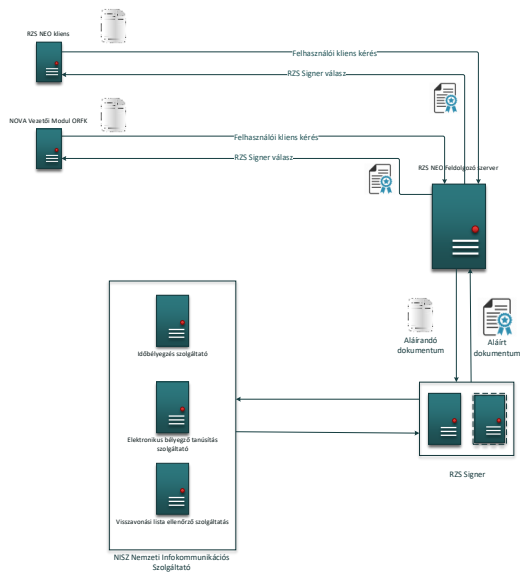 RZS NEO kliens
Felhasználói kliens kérés
RZS Signer válasz
NOVA Vezetői Modul ORFK
Felhasználói kliens kérés
RZS Signer válasz
RZS NEO Feldolgozó szerver
Aláírandó
dokumentum
Aláírt
dokumentum
Időbélyegzés szolgáltató
Elektronikus bélyegző tanúsítás
szolgáltató
Visszavonási lista ellenőrző szolgáltatás
RZS Signer
NISZ Nemzeti Infokommunikációs
Szolgáltató